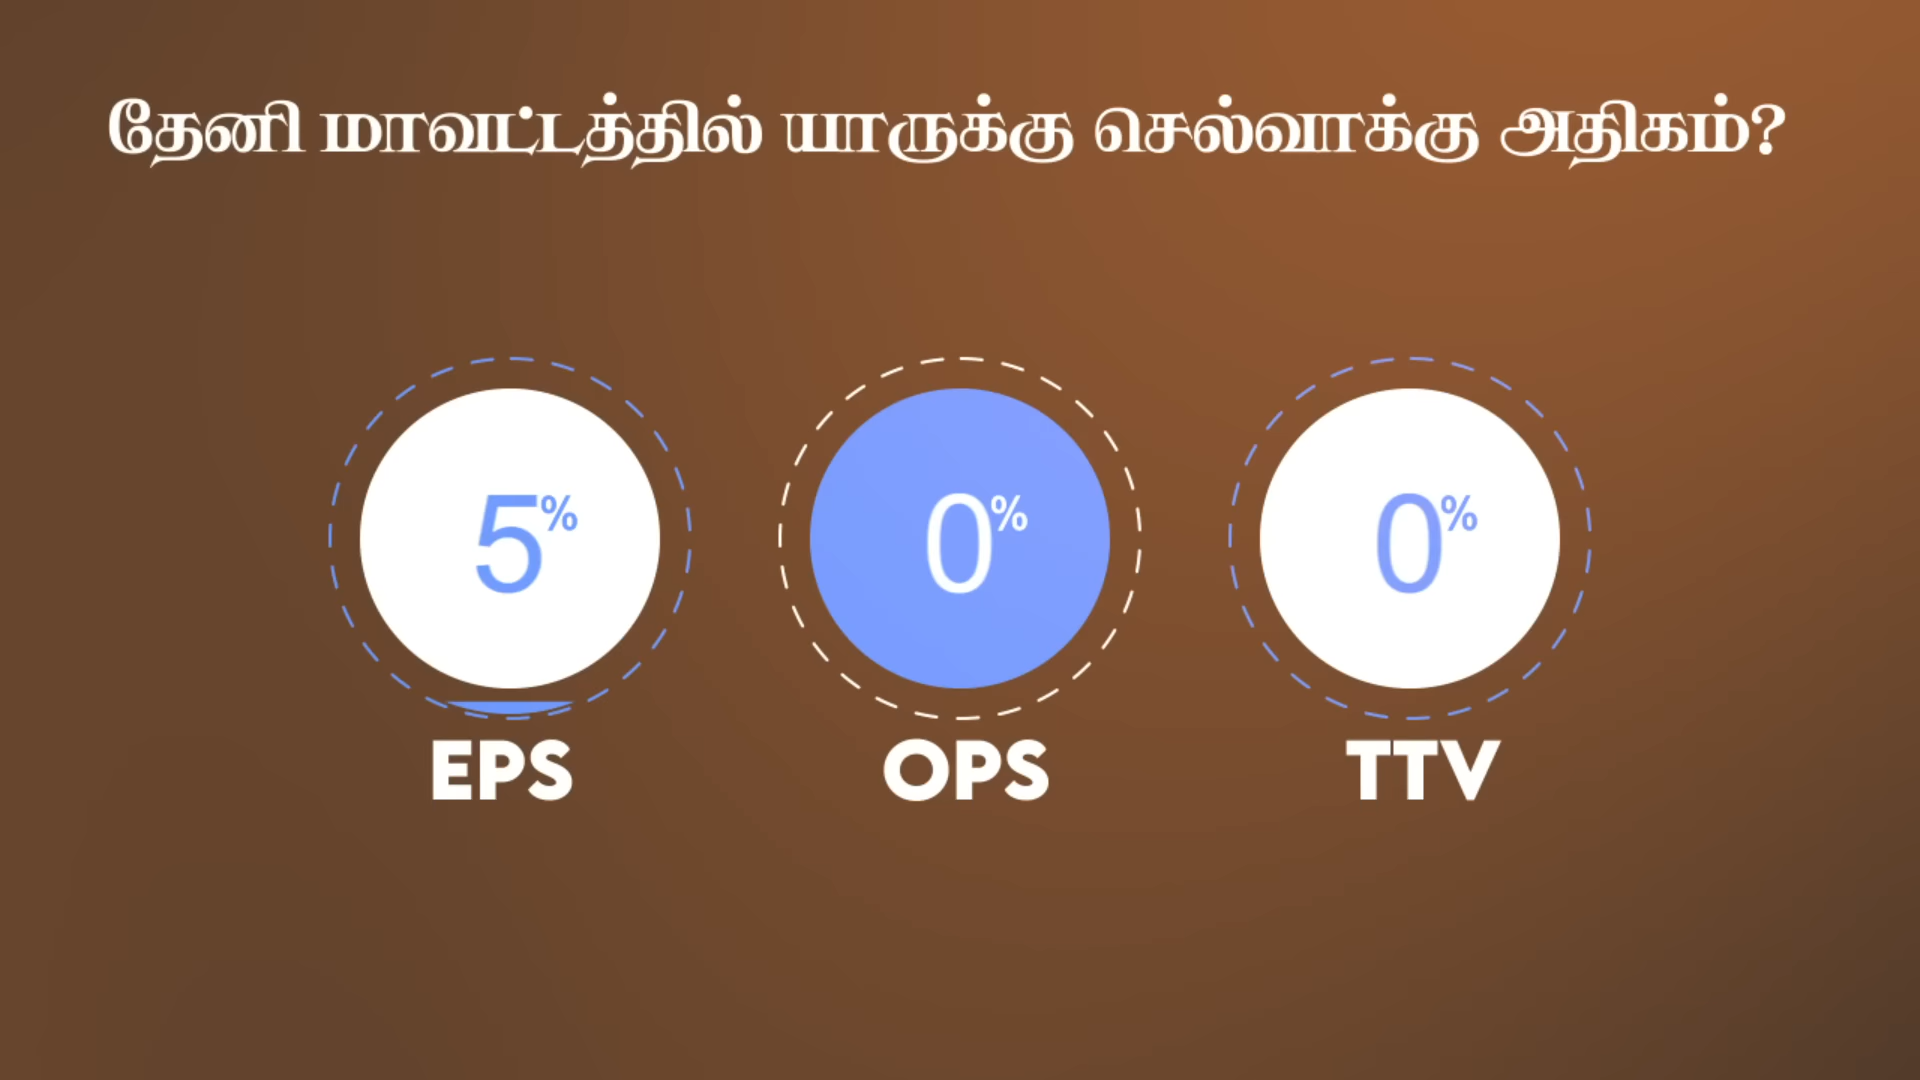 தேனி மாவட்டத்தில் யாருக்கு செல்வாக்கு அதிகம்?
5%
0%
0%
EPS
OPS
TTV